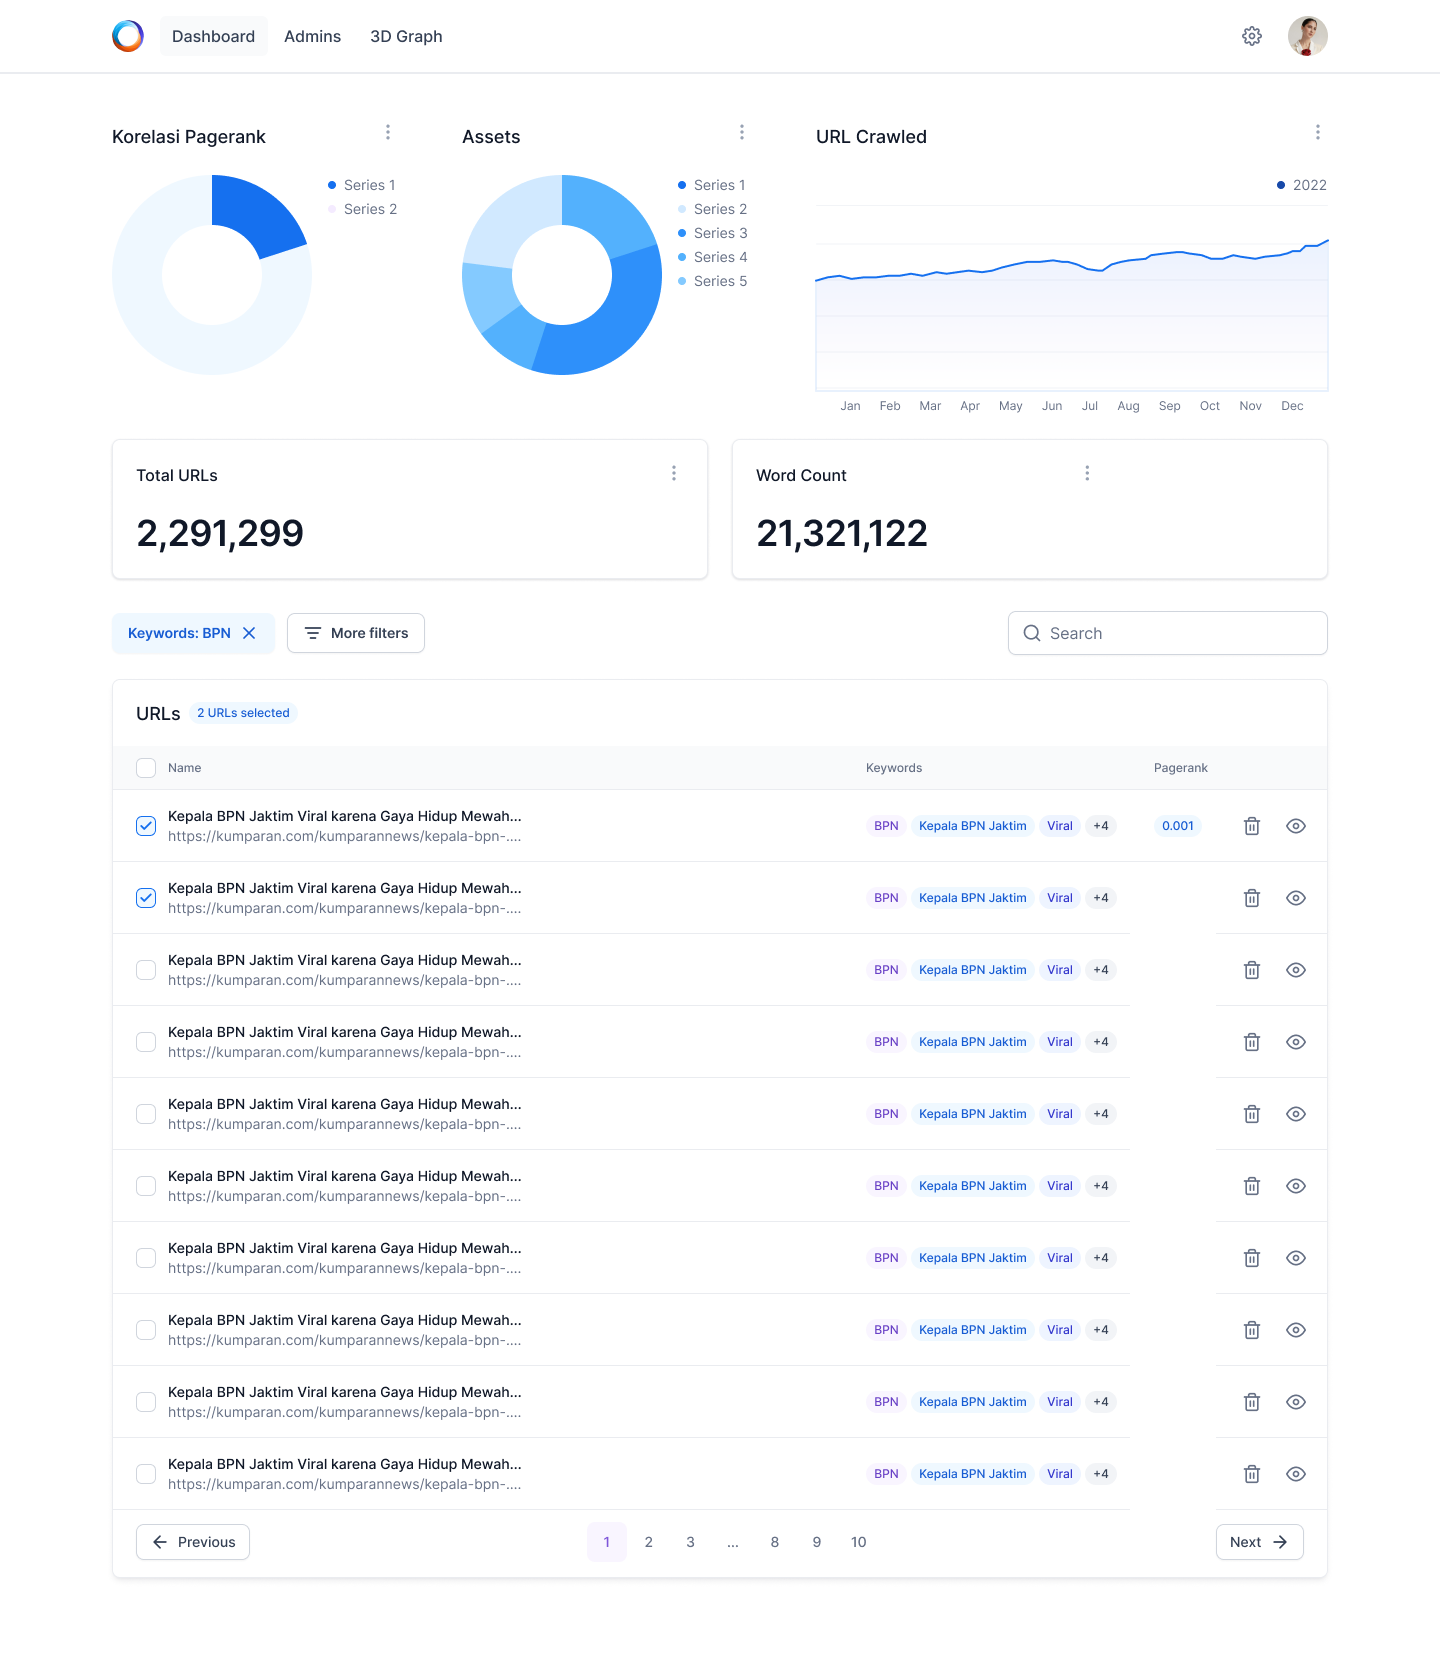 Dashboard Admins 3D Graph
Korelasi Pagerank
Series 1
Series 2
Assets
Series 1
Series 2
Series 3
Series 4
Series 5
URL Crawled
2022
Jan Feb Mar Apr May Jun Jul Aug Sep Oct Nov Dec
Total URLs
2,291,299
Word Count
21,321,122
Keywords: BPN
More filters
Search
URLs 2 URLs selected
Name Keywords Pagerank
Kepala BPN Jaktim Viral karena Gaya Hidup Mewah...
https://kumparan.com/kumparannews/kepala-bpn-....
BPN Kepala BPN Jaktim Viral +4 0.001
Kepala BPN Jaktim Viral karena Gaya Hidup Mewah...
https://kumparan.com/kumparannews/kepala-bpn-....
BPN Kepala BPN Jaktim Viral +4
Kepala BPN Jaktim Viral karena Gaya Hidup Mewah...
https://kumparan.com/kumparannews/kepala-bpn-....
BPN Kepala BPN Jaktim Viral +4
Kepala BPN Jaktim Viral karena Gaya Hidup Mewah...
https://kumparan.com/kumparannews/kepala-bpn-....
BPN Kepala BPN Jaktim Viral +4
Kepala BPN Jaktim Viral karena Gaya Hidup Mewah...
https://kumparan.com/kumparannews/kepala-bpn-....
BPN Kepala BPN Jaktim Viral +4
Kepala BPN Jaktim Viral karena Gaya Hidup Mewah...
https://kumparan.com/kumparannews/kepala-bpn-....
BPN Kepala BPN Jaktim Viral +4
Kepala BPN Jaktim Viral karena Gaya Hidup Mewah...
https://kumparan.com/kumparannews/kepala-bpn-....
BPN Kepala BPN Jaktim Viral +4
Kepala BPN Jaktim Viral karena Gaya Hidup Mewah...
https://kumparan.com/kumparannews/kepala-bpn-....
BPN Kepala BPN Jaktim Viral +4
Kepala BPN Jaktim Viral karena Gaya Hidup Mewah...
https://kumparan.com/kumparannews/kepala-bpn-....
BPN Kepala BPN Jaktim Viral +4
Kepala BPN Jaktim Viral karena Gaya Hidup Mewah...
https://kumparan.com/kumparannews/kepala-bpn-....
BPN Kepala BPN Jaktim Viral +4
Previous 1 2 3 ... 8 9 10 Next